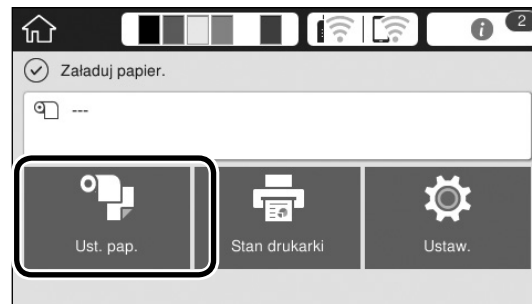 i 2
Załaduj papier.
---
Ust. pap. Stan drukarki Ustaw.